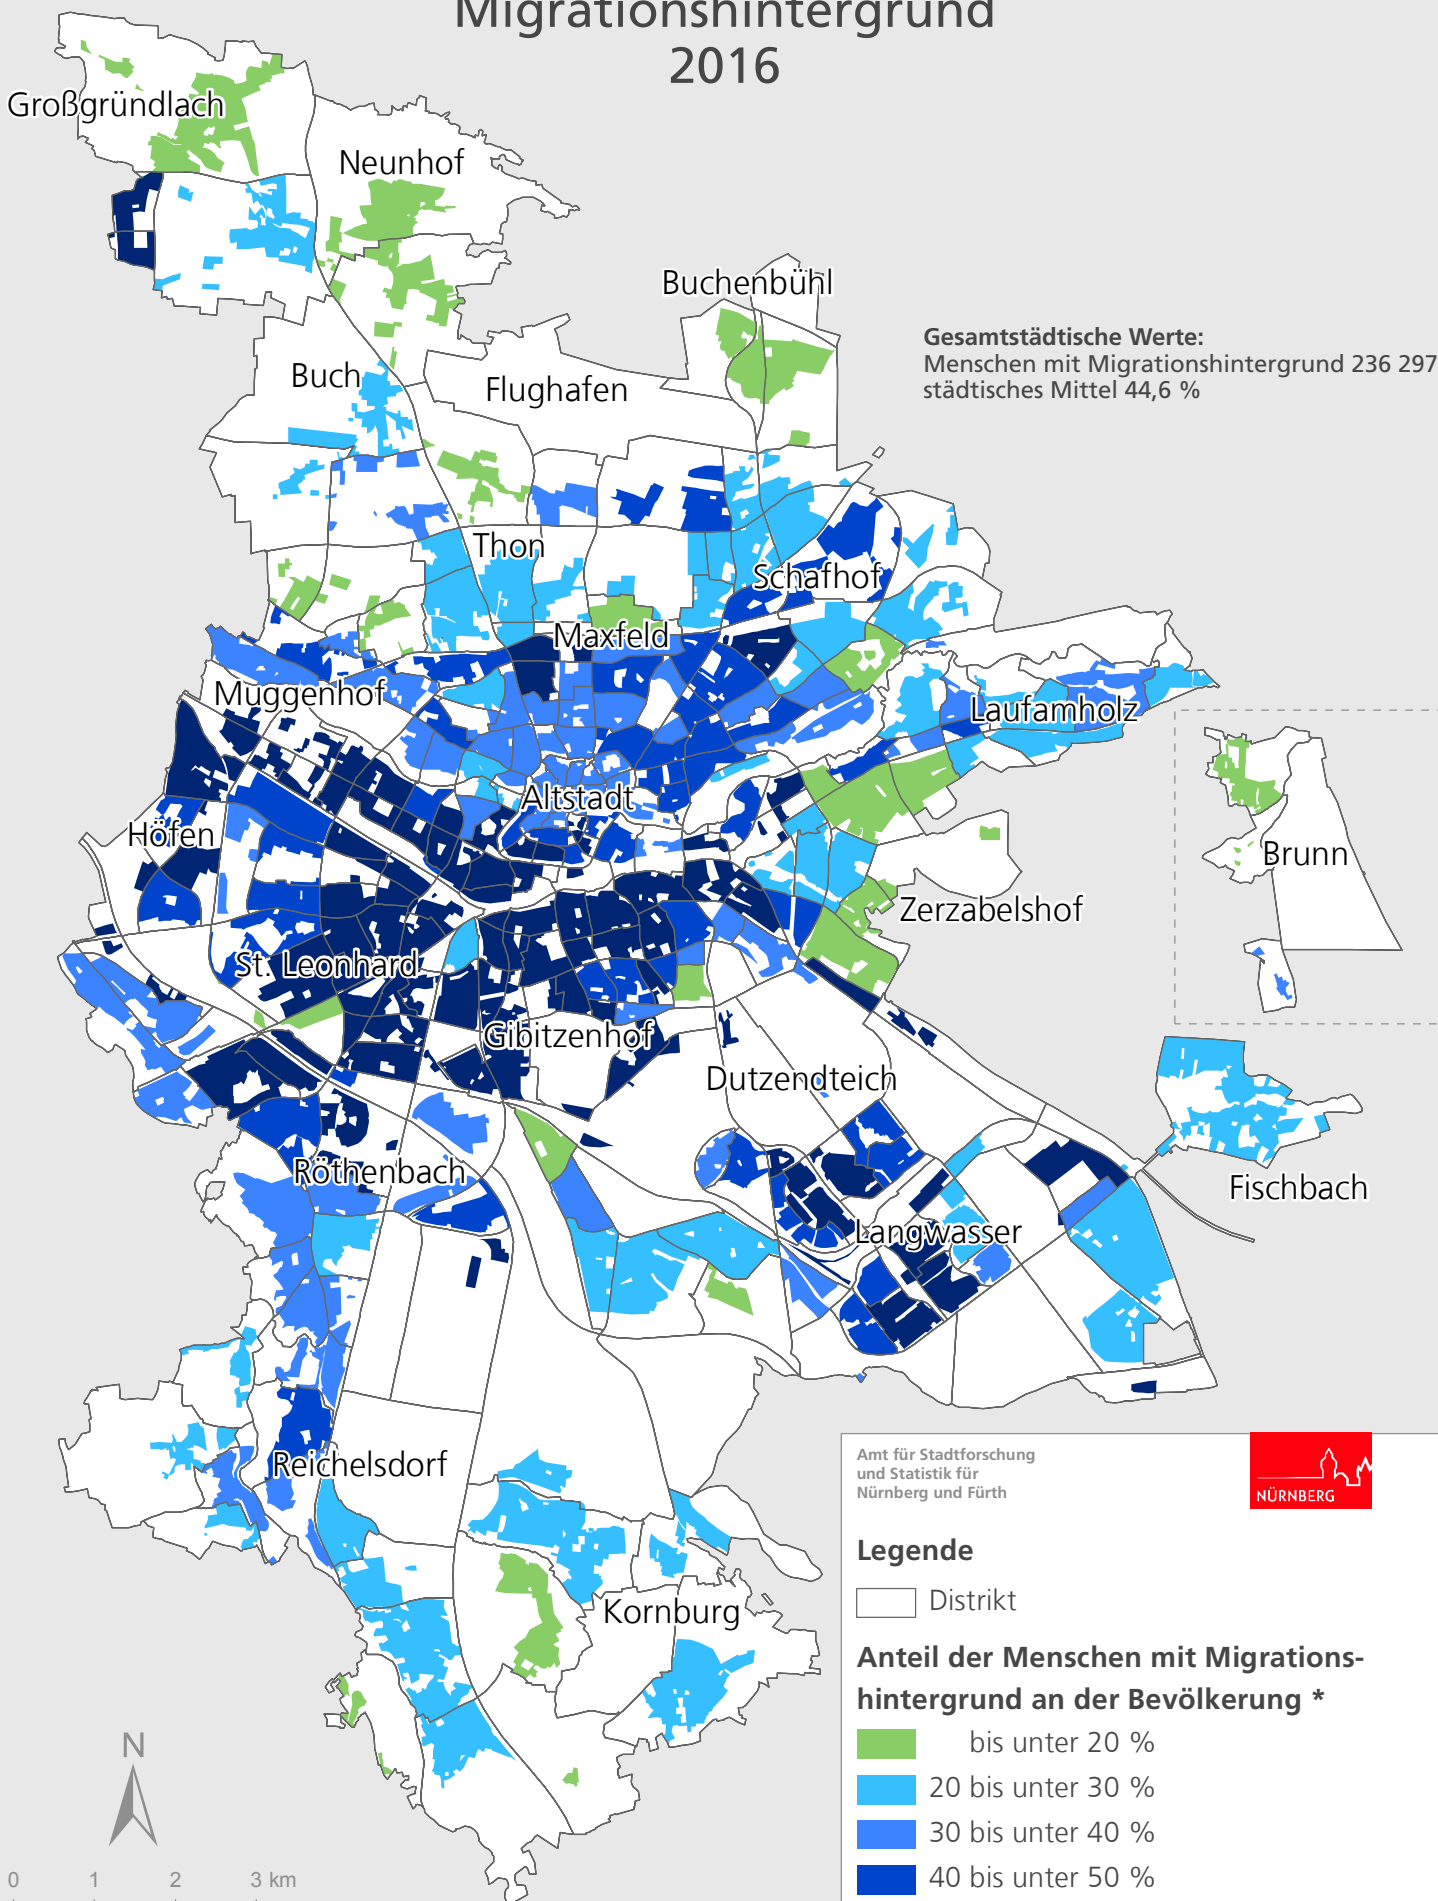 Migrationshintergrund
2016
Großgründlach
Neunhof
Buchenbühl
Gesamtstädtische Werte:
Menschen mit Migrationshintergrund 236 297
städtisches Mittel 44,6 %
Buch
Flughafen
Thon
Schafhof
Maxfeld
Muggenhof
Laufamholz
Altstadt
Höfen
Brunn
Zerzabelshof
St. Leonhard
Gibitzenhof
Dutzendteich
Röthenbach
Fischbach
Langwasser
Reichelsdorf
Kornburg
Amt für Stadtforschung
und Statistik für
Nürnberg und Fürth
NÜRNBERG
Legende
Distrikt
Anteil der Menschen mit Migrations-
hintergrund an der Bevölkerung *
bis unter 20 %
20 bis unter 30 %
30 bis unter 40 %
40 bis unter 50 %
N
0 1 2 3 km